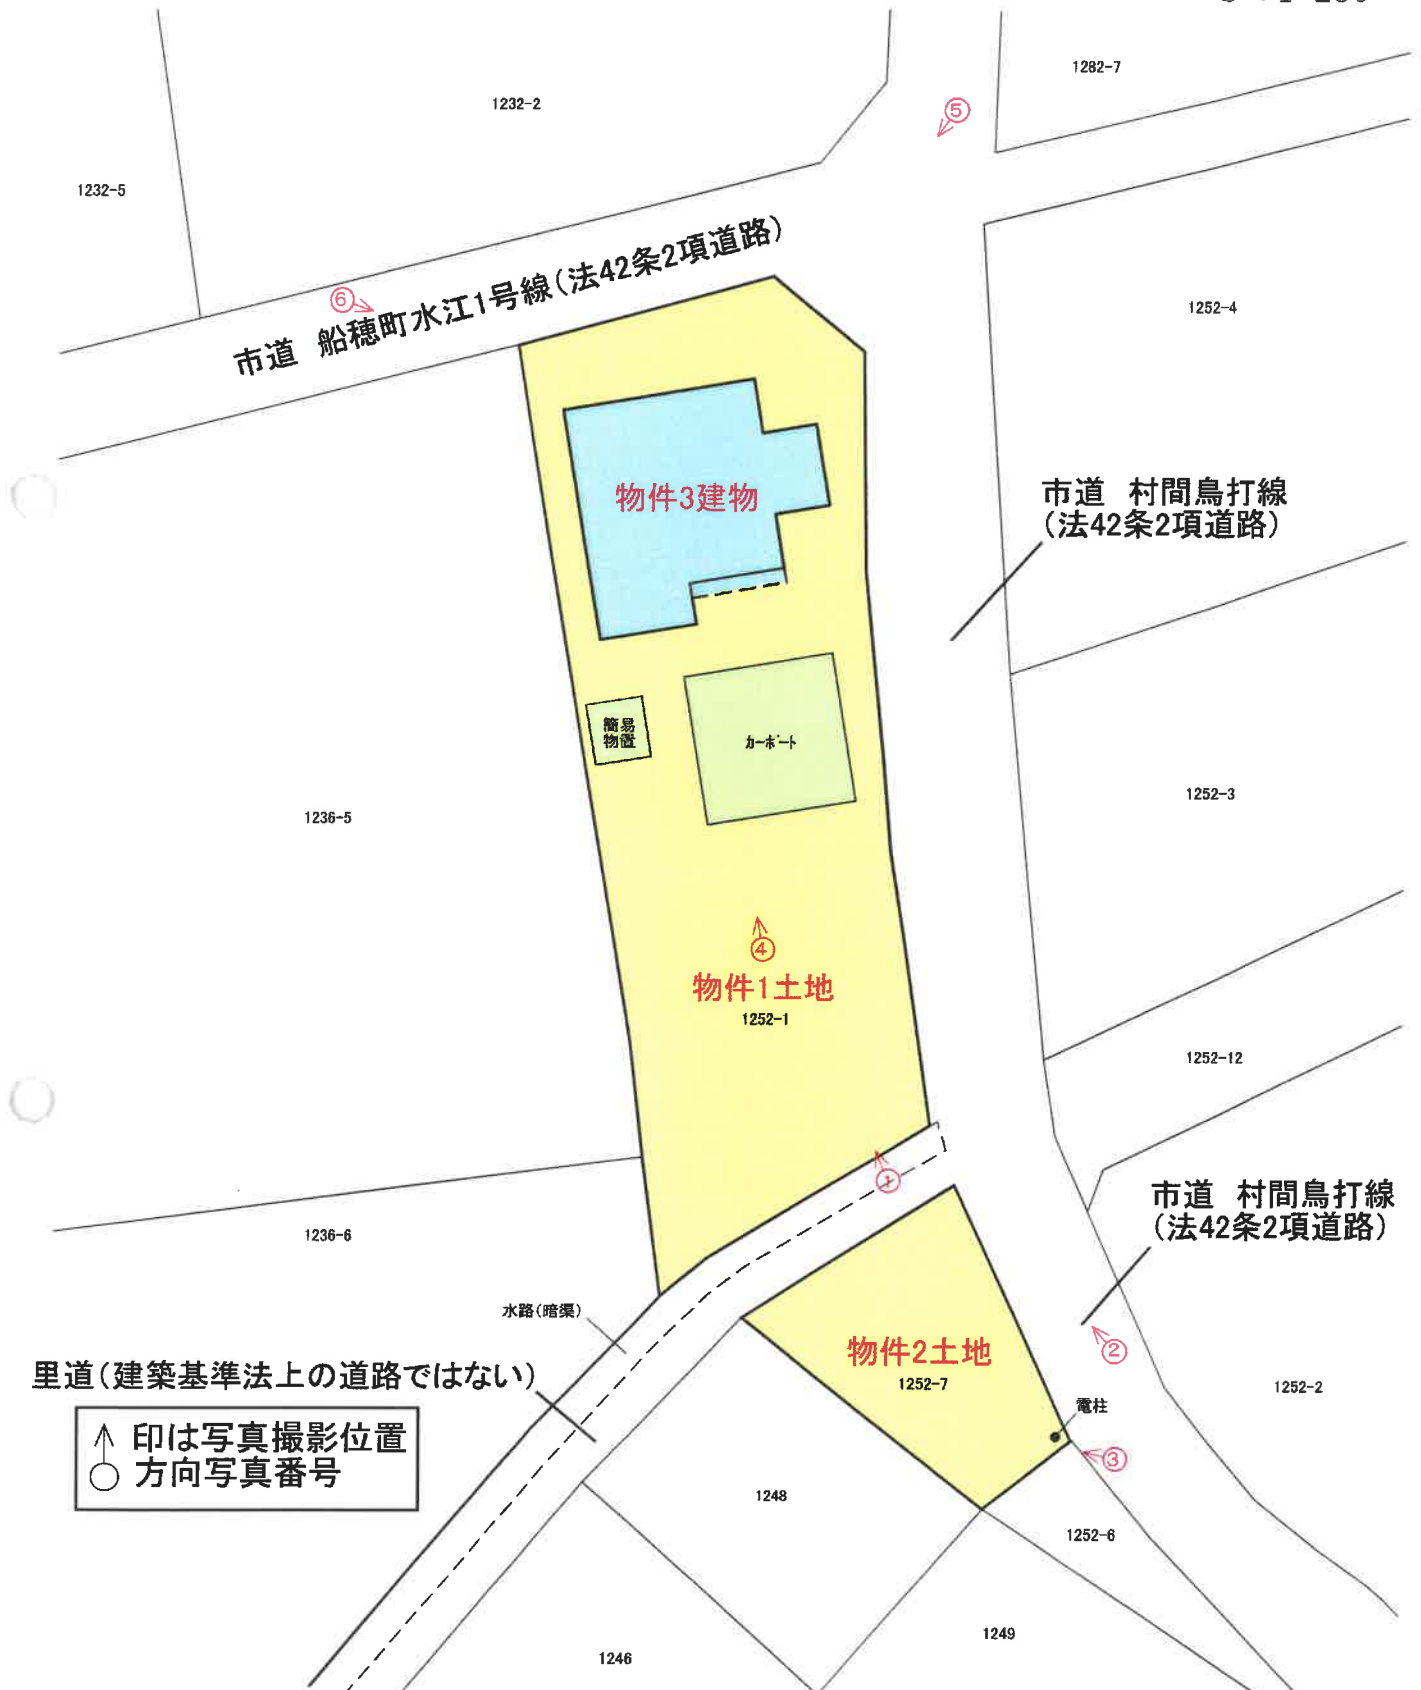 1282-7
1232-2
⑤
1232-5
市道 船穂町水江1号線(法42条2項道路)
⑥
1252-4
物件3建物
市道 村間鳥打線
(法42条2項道路)
簡易
物置
カーポート
1252-3
1236-5
④
物件1土地
1252-1
1252-12
①
市道 村間鳥打線
(法42条2項道路)
1236-6
水路(暗渠)
物件2土地
1252-7
②
里道(建築基準法上の道路ではない)
1252-2
電柱
印は写真撮影位置
方向写真番号
③
1248
1252-6
1249
1246